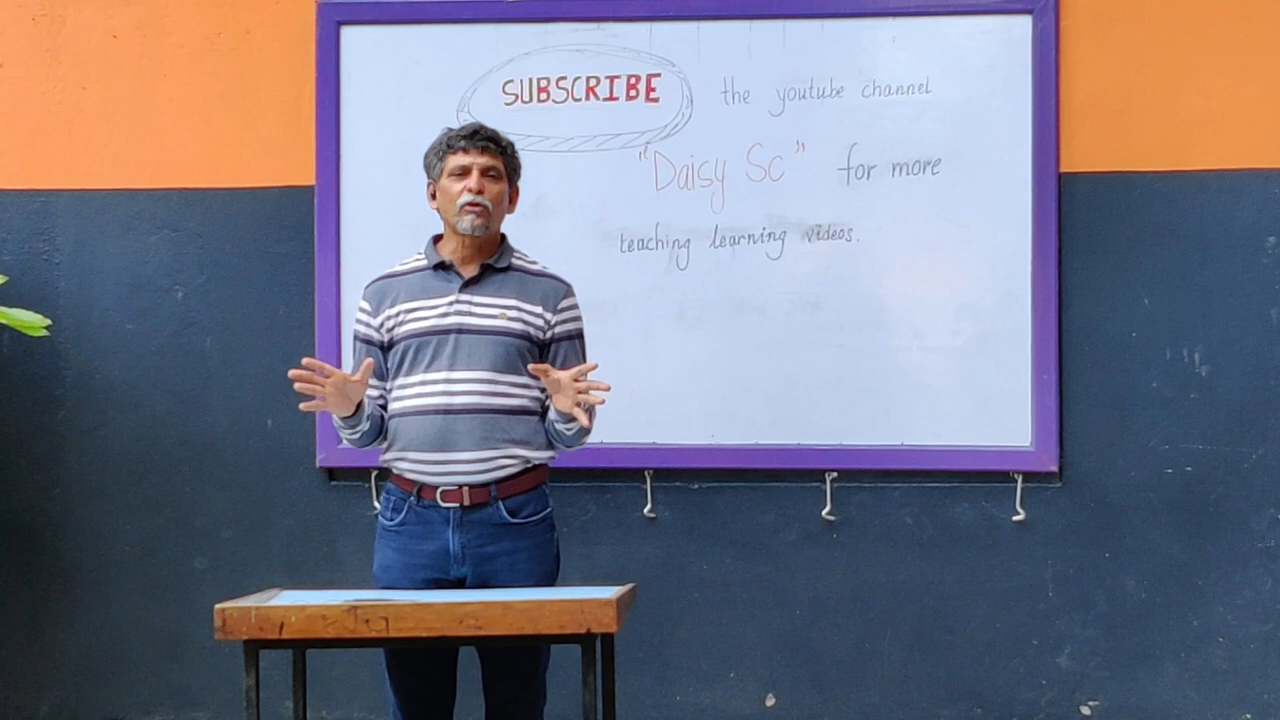 SUBSCRIBE the youtube channel
"Daisy Sc" for more
teaching learning videos.